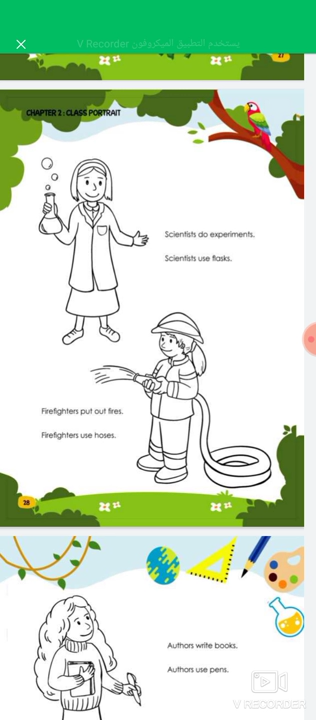 يستخدم التطبيق الميكروفون V Recorder
27
CHAPTER 2 : CLASS PORTRAIT
Scientists do experiments.
Scientists use flasks.
Firefighters put out fires.
Firefighters use hoses.
28
Authors write books.
Authors use pens.
V RECORDER